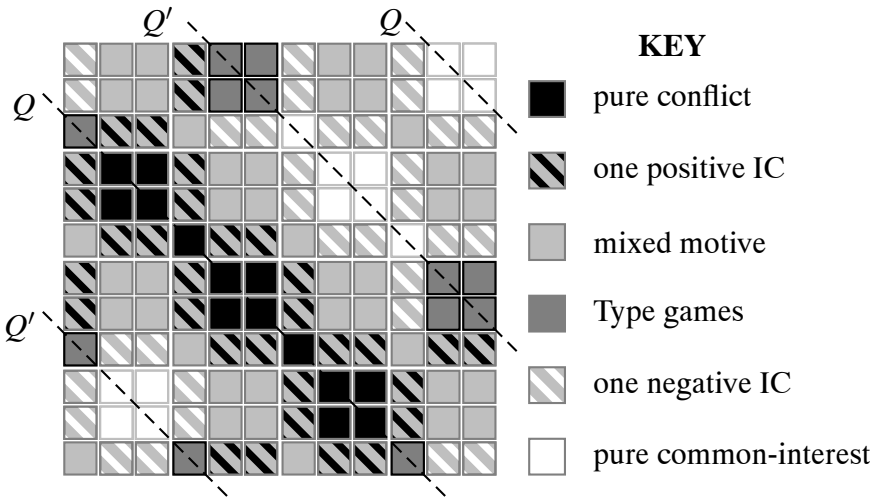 Q′
Q
KEY
Q
pure conflict
one positive IC
mixed motive
Type games
Q′
one negative IC
pure common-interest